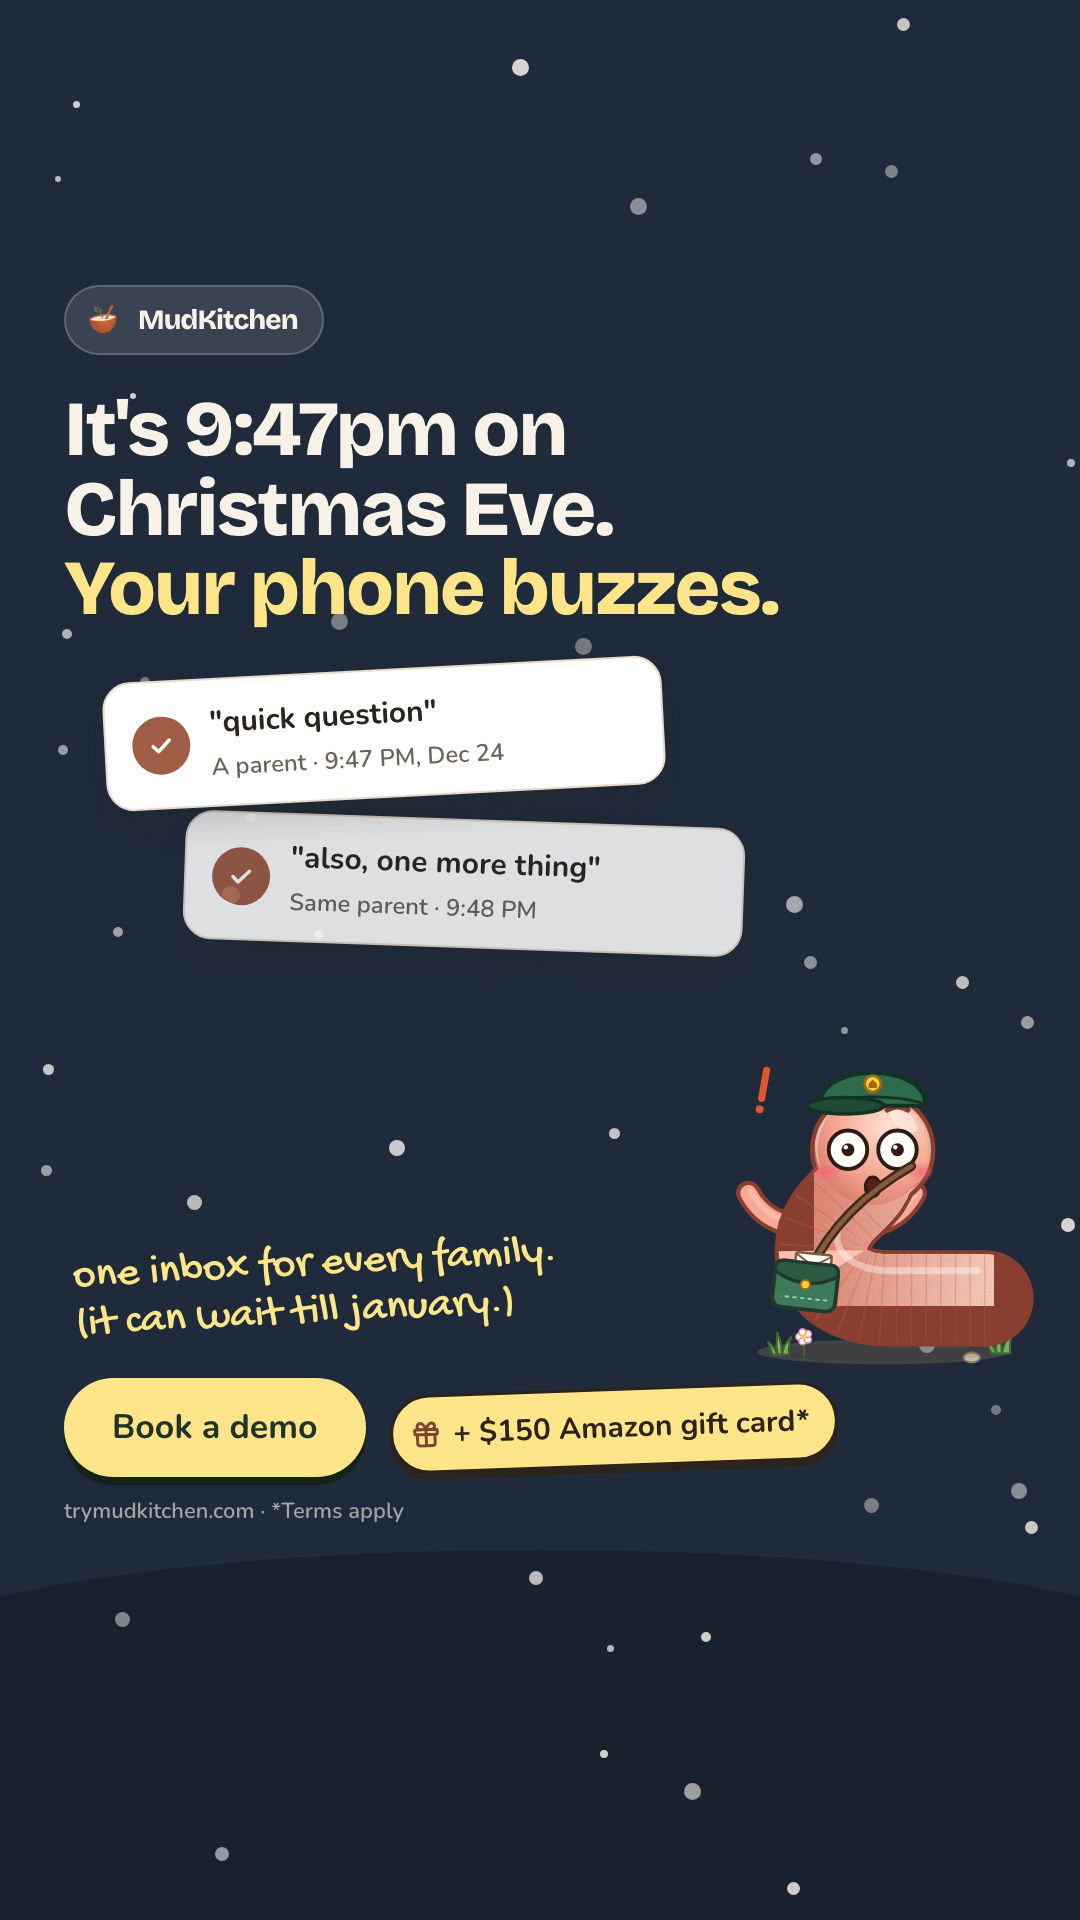 MudKitchen
It's 9:47pm on
Christmas Eve.
Your phone buzzes.
"quick question"
A parent · 9:47 PM, Dec 24
"also, one more thing"
Same parent · 9:48 PM
!
one inbox for every family.
(it can wait till january.)
Book a demo
+ $150 Amazon gift card*
trymudkitchen.com · *Terms apply